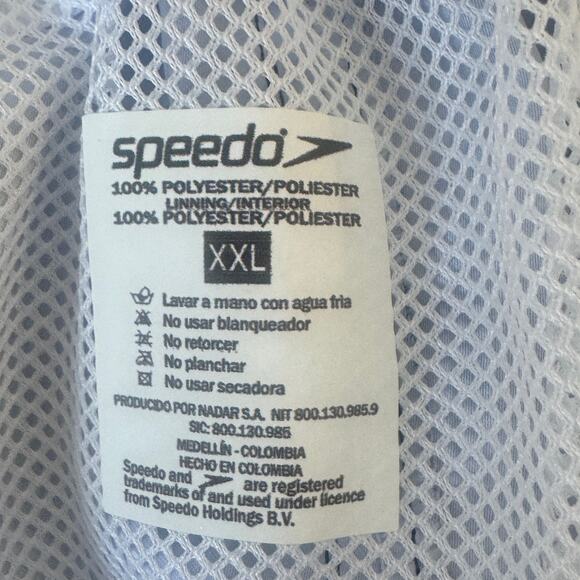 speedo
100% POLYESTER/POLIESTER
LINNING/INTERIOR
100% POLYESTER/POLIESTER
XXL
Lavar a mano con agua fria
No usar blanqueador
No retorcer
No planchar
No usar secadora
PRODUCIDO POR NADAR S.A. NIT 800.130.985.9
SIC: 800.130.985
MEDELLÍN - COLOMBIA
HECHO EN COLOMBIA
Speedo and are registered
trademarks of and used under licence
from Speedo Holdings B.V.